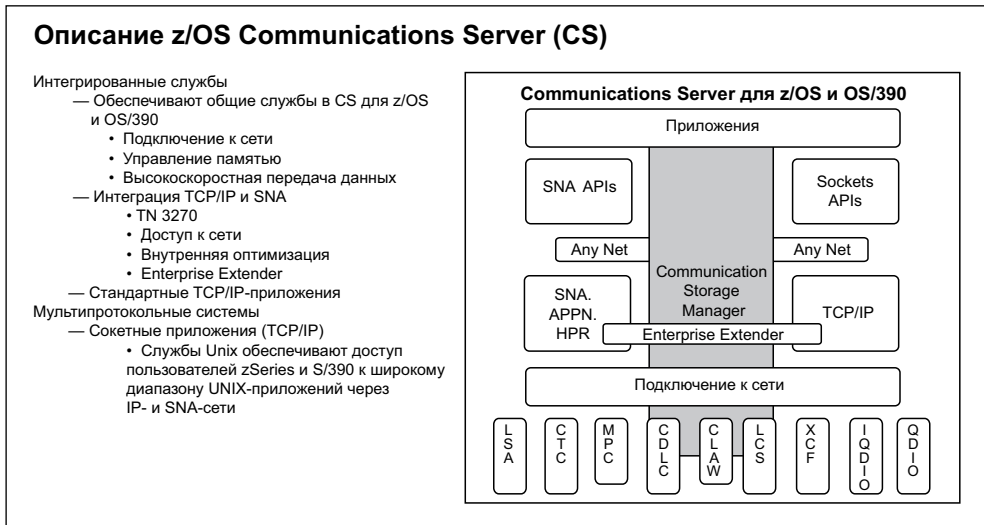 Описание z/OS Communications Server (CS)
Интегрированные службы
— Обеспечивают общие службы в CS для z/OS
и OS/390
• Подключение к сети
• Управление памятью
• Высокоскоростная передача данных
— Интеграция TCP/IP и SNA
• TN 3270
• Доступ к сети
• Внутренняя оптимизация
• Enterprise Extender
— Стандартные TCP/IP-приложения
Мультипротокольные системы
— Сокетные приложения (TCP/IP)
• Службы Unix обеспечивают доступ
пользователей zSeries и S/390 к широкому
диапазону UNIX-приложений через
IP- и SNA-сети
Communications Server для z/OS и OS/390
Приложения
SNA APIs
Sockets
APIs
Any Net
Any Net
Communication
Storage
Manager
SNA.
APPN.
HPR
TCP/IP
Enterprise Extender
Подключение к сети
LSA
CTC
MPC
CDLC
CLAW
LCS
XCF
IQDIO
QDIO